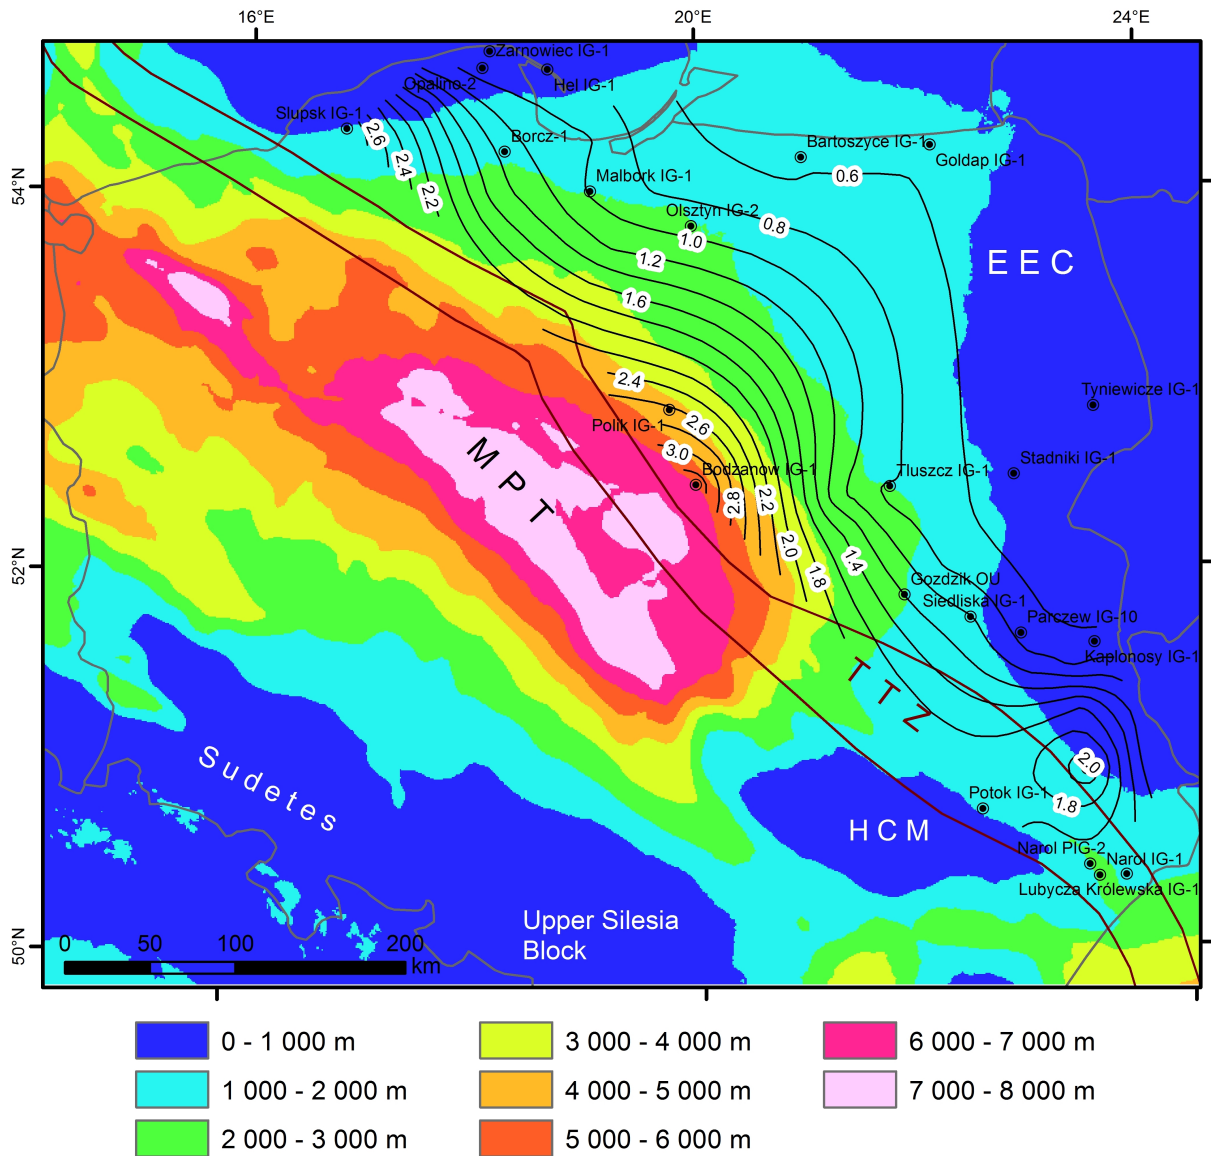 16°E 20°E 24°E
Zarnowiec IG-1
Opalino-2
Hel IG-1
Slupsk IG-1
2.6
Borcz-1
Bartoszyce IG-1
Goldap IG-1
2.4
54°N
Malbork IG-1
0.6
2.2
Olsztyn IG-2
0.8
1.0
1.2
EEC
1.6
2.4
Tyniewicze IG-1
Polik IG-1
2.6
MPT
3.0
Bodzanow IG-1
Tluszcz IG-1
Stadniki IG-1
2.8
2.2
2.0
1.4
52°N
1.8
Gozdzik OU
Siedliska IG-1
Parczew IG-10
Kaplonosy IG-1
TTZ
Sudetes
2.0
Potok IG-1
1.8
HCM
Narol PIG-2
Narol IG-1
Lubycza Królewska IG-1
Upper Silesia
Block
50°N
0 50 100 200
km
0 - 1 000 m
1 000 - 2 000 m
2 000 - 3 000 m
3 000 - 4 000 m
4 000 - 5 000 m
5 000 - 6 000 m
6 000 - 7 000 m
7 000 - 8 000 m